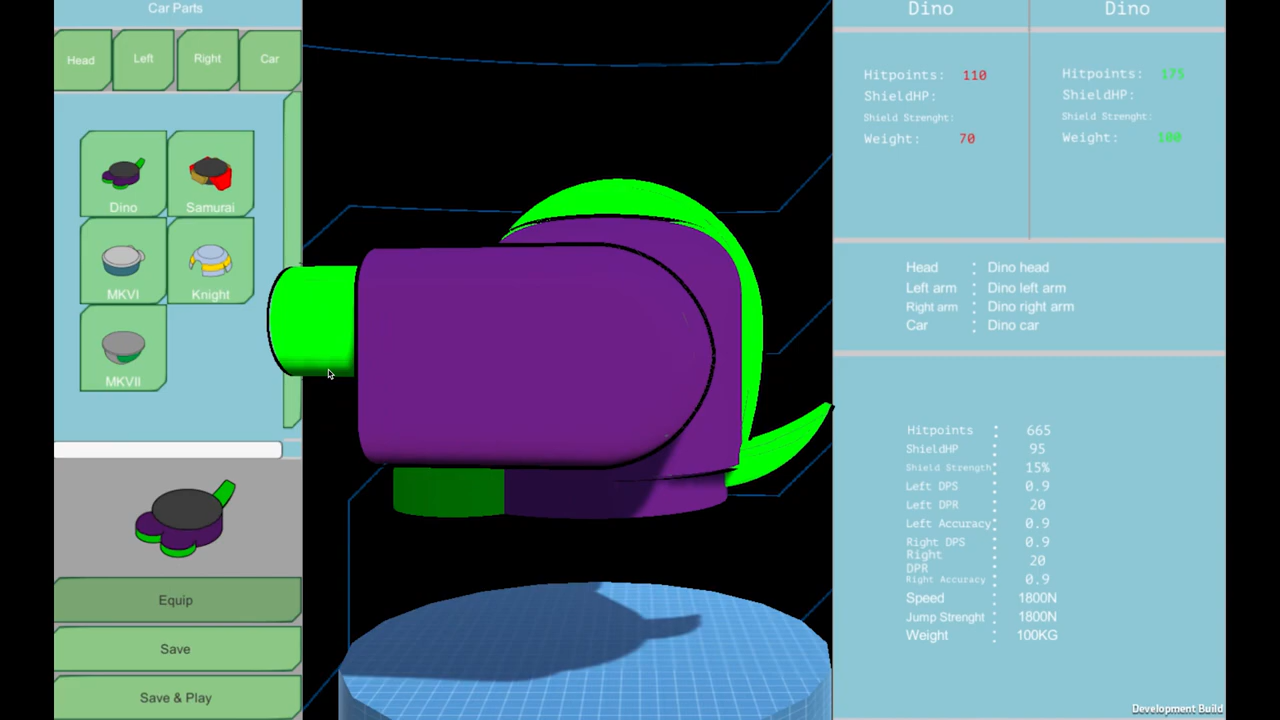 Car Parts
Head Left Right Car
Dino Samurai
MKVI Knight
MKVII
Equip
Save
Save & Play
Dino Dino
Hitpoints: 110 Hitpoints: 175
ShieldHP: ShieldHP:
Shield Strenght: Shield Strenght:
Weight: 70 Weight: 100
Head : Dino head
Left arm : Dino left arm
Right arm : Dino right arm
Car : Dino car
Hitpoints : 665
ShieldHP : 95
Shield Strength : 15%
Left DPS : 0.9
Left DPR : 20
Left Accuracy : 0.9
Right DPS : 0.9
Right
DPR : 20
Right Accuracy : 0.9
Speed : 1800N
Jump Strenght : 1800N
Weight : 100KG
Development Build